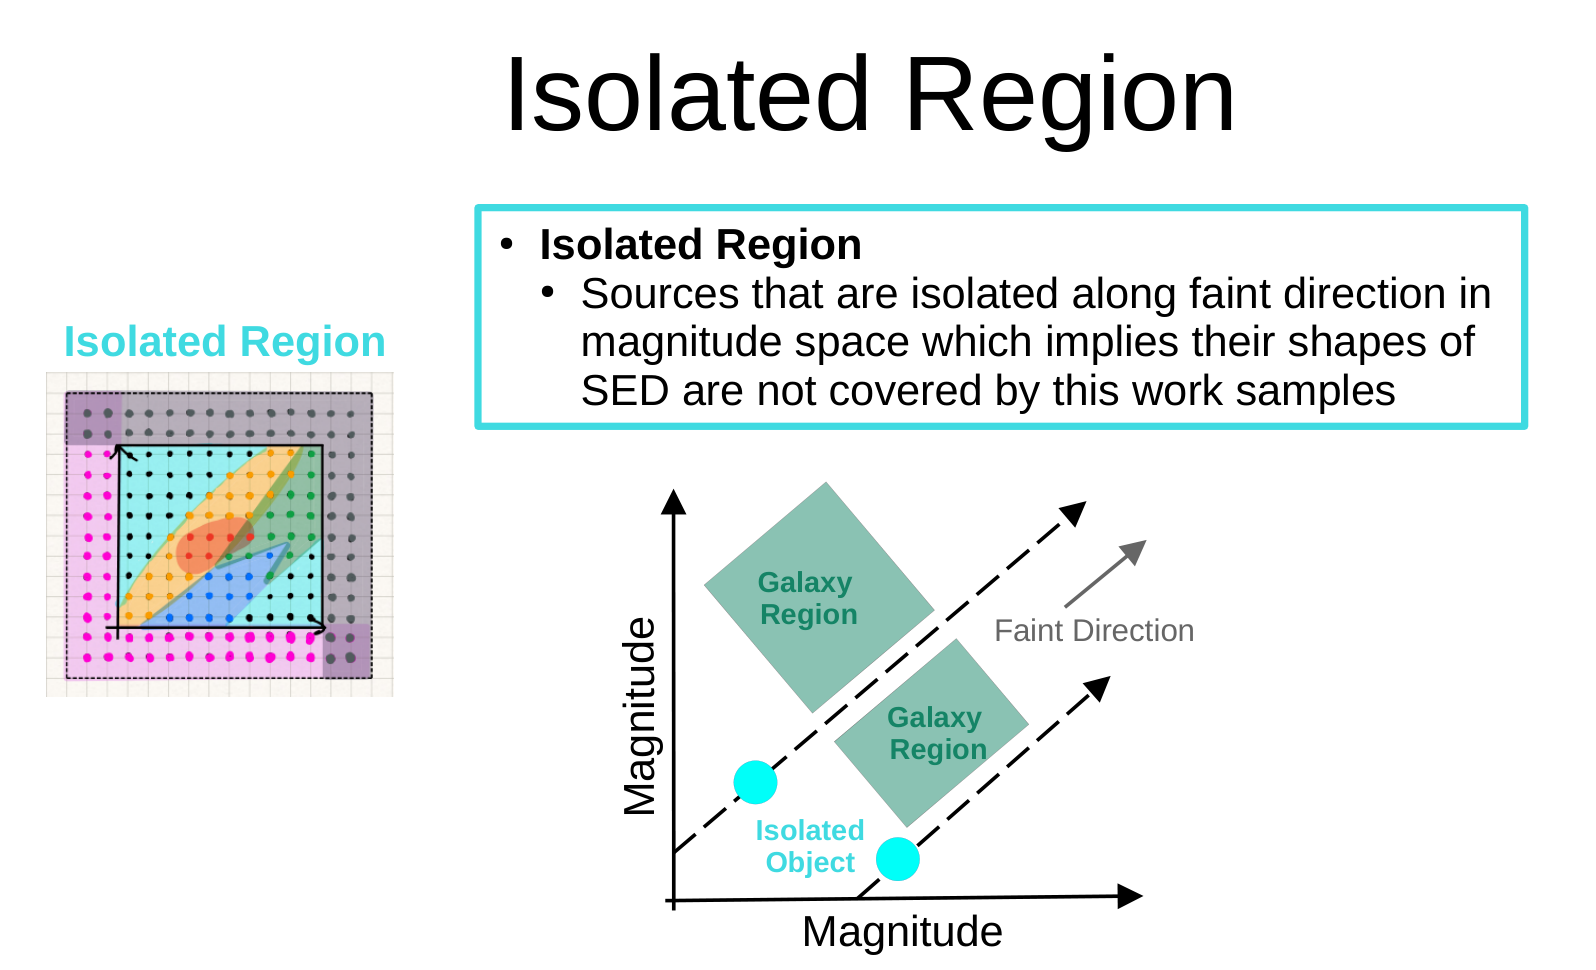 Isolated Region
• Isolated Region
• Sources that are isolated along faint direction in
magnitude space which implies their shapes of
SED are not covered by this work samples
Isolated Region
Galaxy
Region
Faint Direction
Galaxy
Region
Magnitude
Isolated
Object
Magnitude